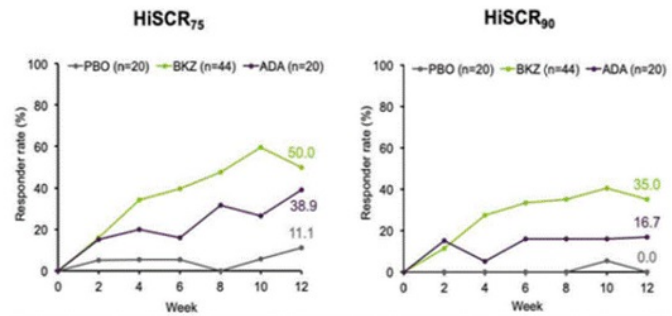 HiSCR75
PBO (n=20) BKZ (n=44) ADA (n=20)
Responder rate (%)
100
80
60
40
20
0
50.0
38.9
11.1
0 2 4 6 8 10 12
Week
HiSCR90
PBO (n=20) BKZ (n=44) ADA (n=20)
Responder rate (%)
100
80
60
40
20
0
35.0
16.7
0.0
0 2 4 6 8 10 12
Week